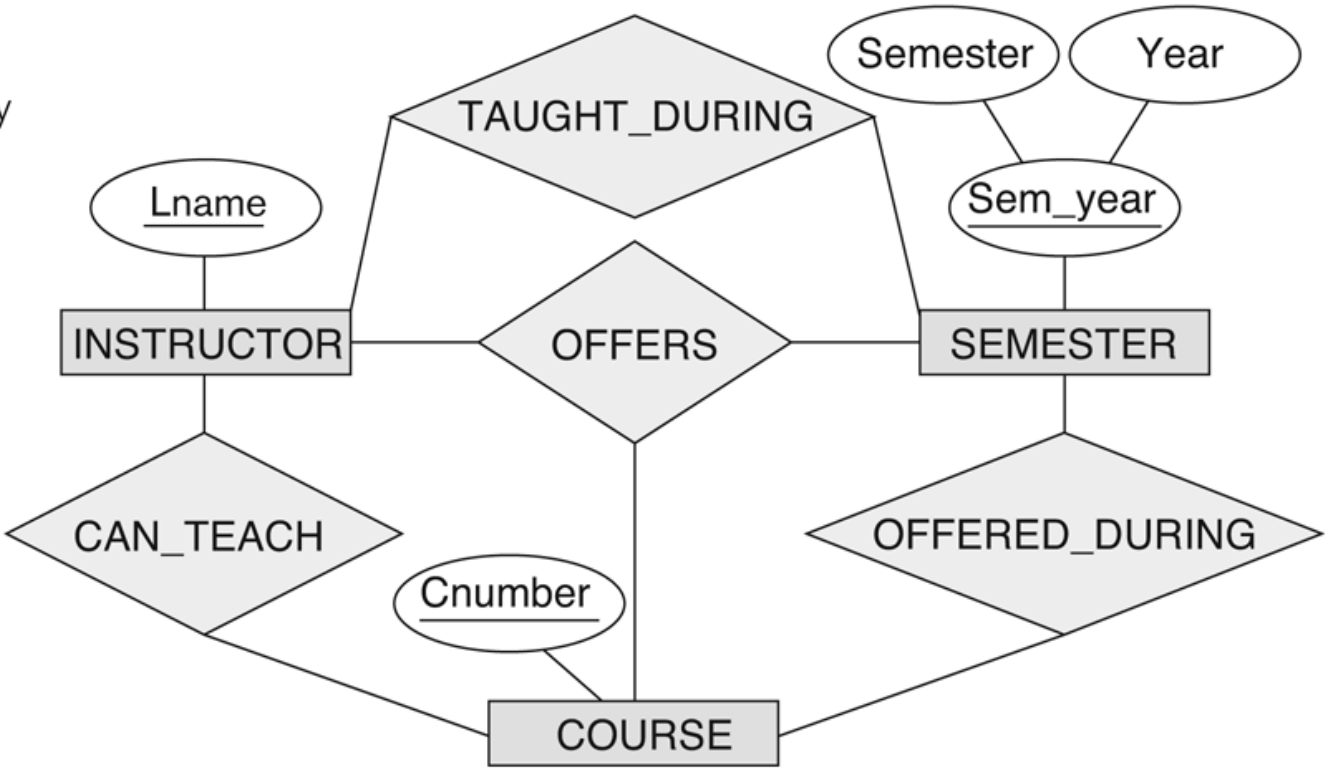 Semester
Year
y
TAUGHT_DURING
Lname
Sem_year
INSTRUCTOR
OFFERS
SEMESTER
CAN_TEACH
OFFERED_DURING
Cnumber
COURSE